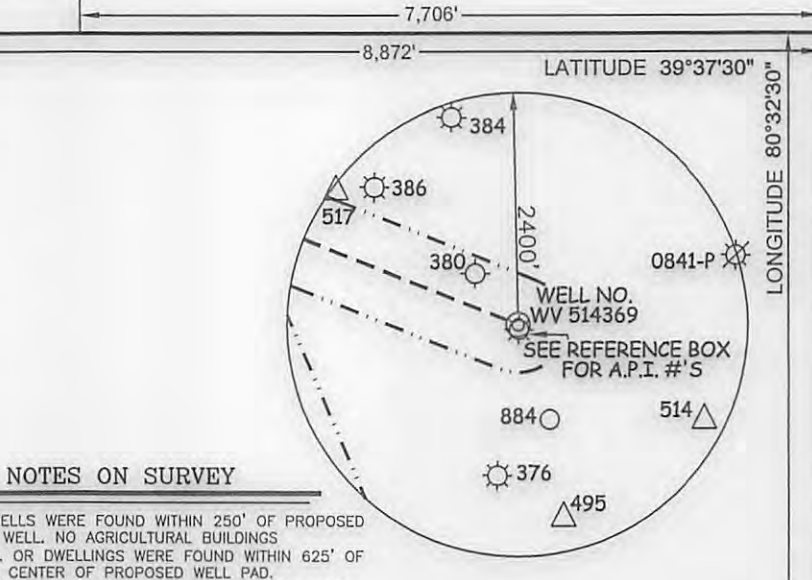 7,706'
8,872'
LATITUDE 39°37'30"
LONGITUDE 80°32'30"
384
386
517
2400'
380
0841-P
WELL NO.
WV 514369
SEE REFERENCE BOX
FOR A.P.I. #'S
884
514
376
495
NOTES ON SURVEY
WELLS WERE FOUND WITHIN 250' OF PROPOSED
WELL. NO AGRICULTURAL BUILDINGS
OR DWELLINGS WERE FOUND WITHIN 625' OF
CENTER OF PROPOSED WELL PAD.